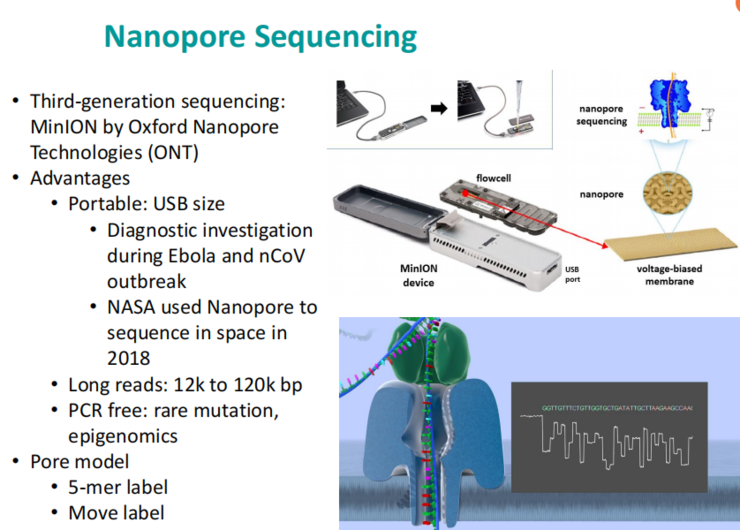 Nanopore Sequencing
• Third-generation sequencing:
MinION by Oxford Nanopore
Technologies (ONT)
• Advantages
• Portable: USB size
• Diagnostic investigation
during Ebola and nCoV
outbreak
• NASA used Nanopore to
sequence in space in
2018
• Long reads: 12k to 120k bp
• PCR free: rare mutation,
epigenomics
• Pore model
• 5-mer label
• Move label
nanopore
sequencing
−
+
flowcell
nanopore
MinION
device
USB
port
voltage-biased
membrane
GGTTGTTTCTGTTGGTGCTGATATTGCTTAAGAAGCCAAI